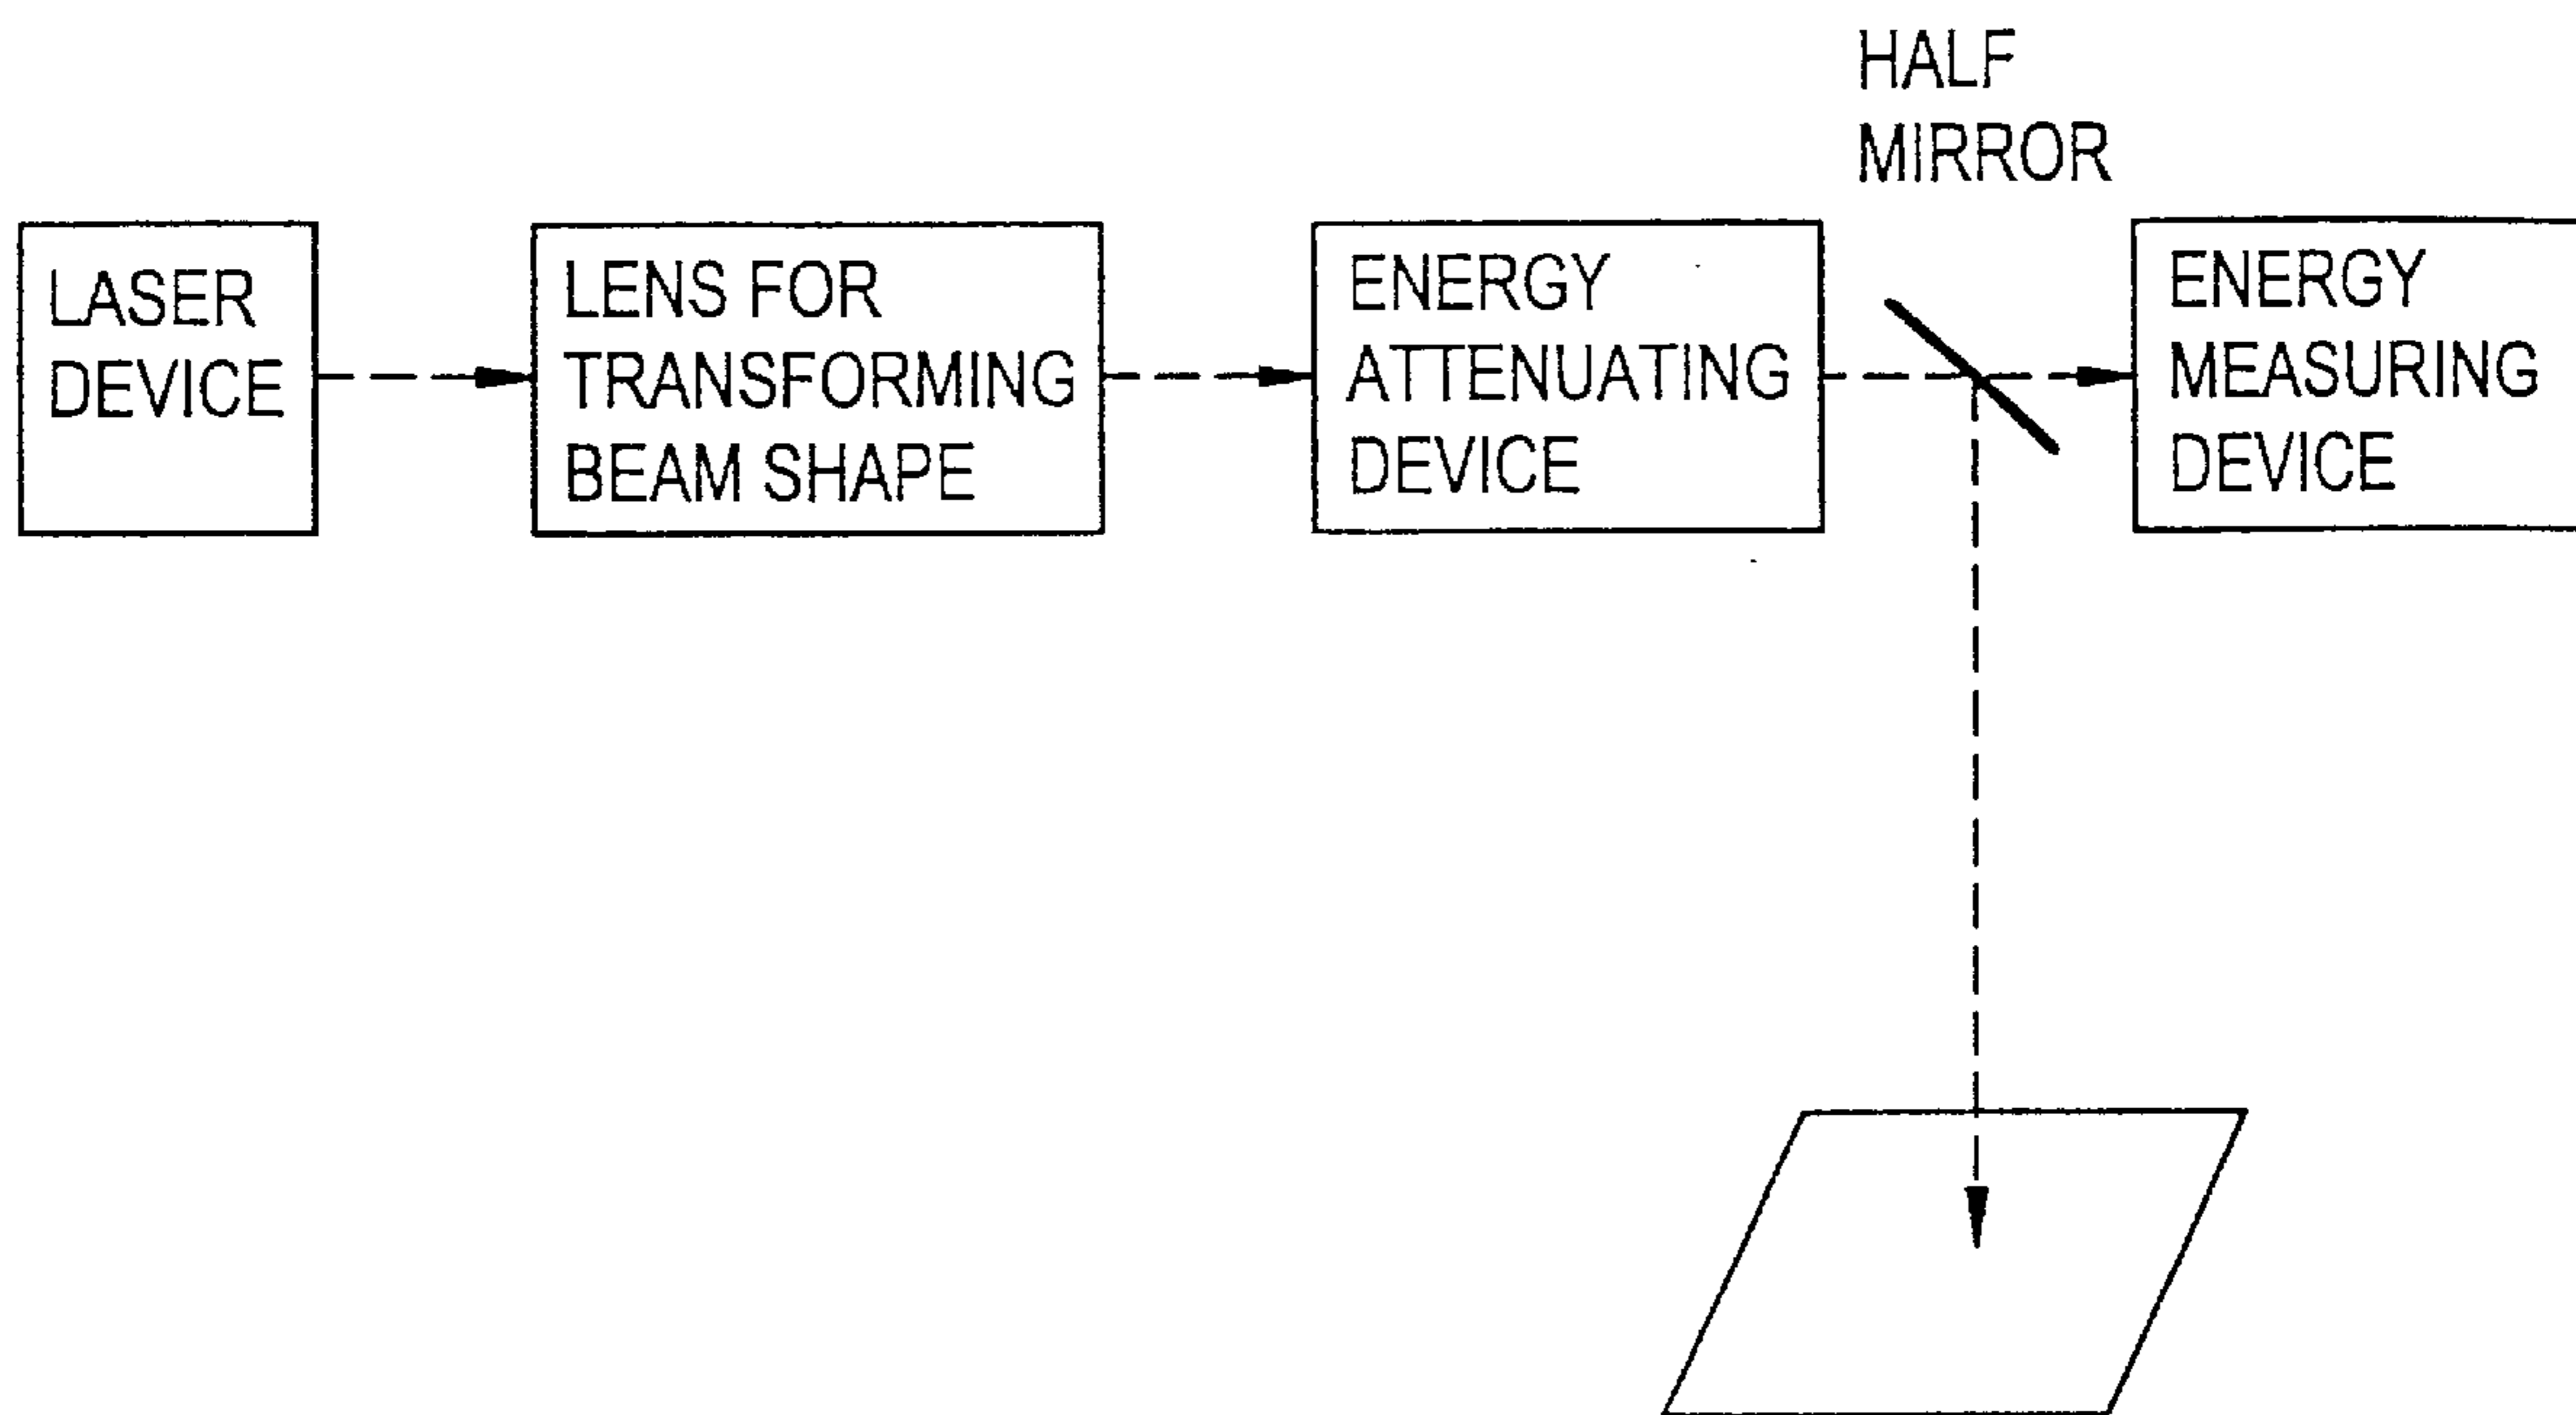 HALF
MIRROR
LASER
DEVICE
LENS FOR
TRANSFORMING
BEAM SHAPE
ENERGY
ATTENUATING
DEVICE
ENERGY
MEASURING
DEVICE